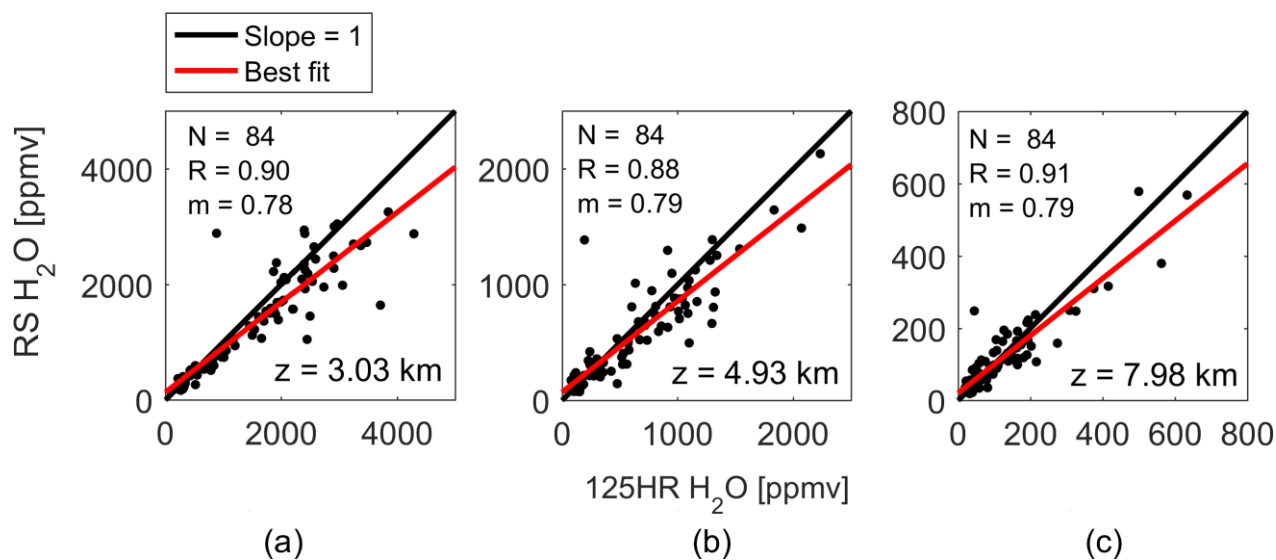 Slope = 1
Best fit
RS H2O [ppmv]
4000
2000
0
N = 84
R = 0.90
m = 0.78
z = 3.03 km
0 2000 4000
2000
1000
0
N = 84
R = 0.88
m = 0.79
z = 4.93 km
0 1000 2000
800
600
400
200
0
N = 84
R = 0.91
m = 0.79
z = 7.98 km
0 200 400 600 800
125HR H2O [ppmv]
(a) (b) (c)